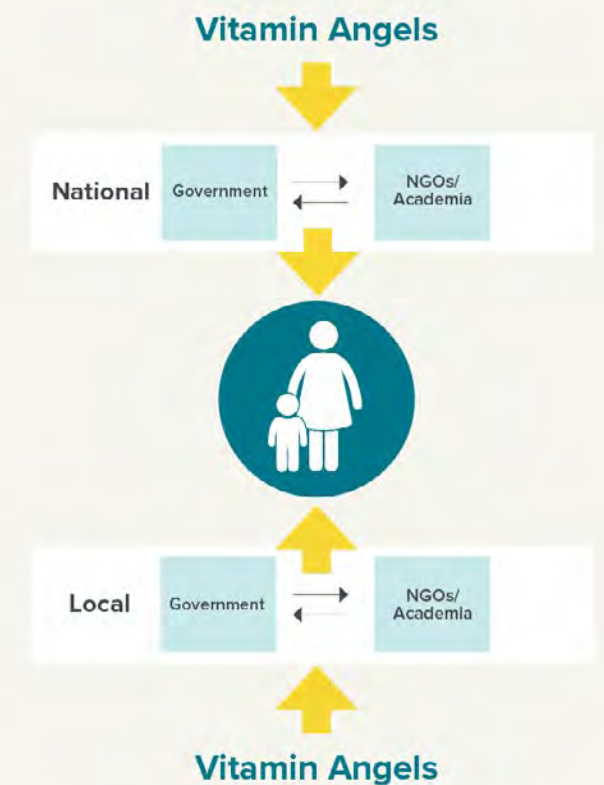 Vitamin Angels
National
Government
NGOs/
Academia
Local
Government
NGOs/
Academia
Vitamin Angels